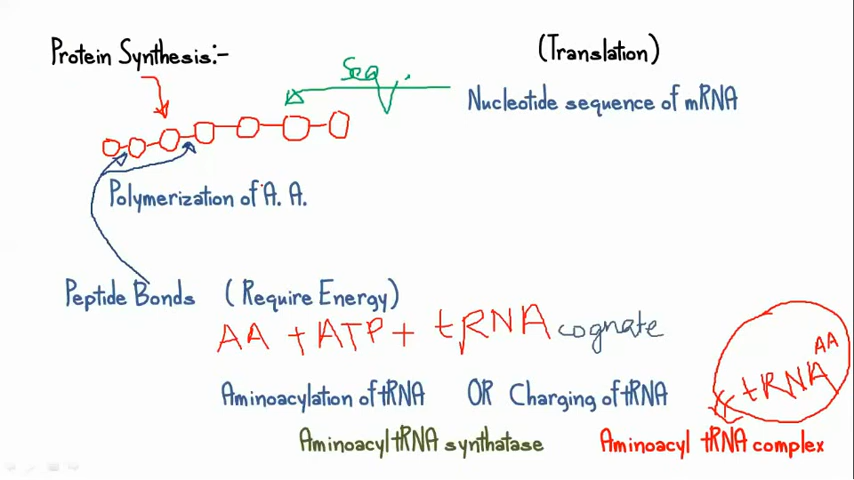 Protein Synthesis:-
(Translation)
Seq.
Nucleotide sequence of mRNA
Polymerization of A. A.
Peptide Bonds (Require Energy)
AA + ATP + tRNA cognate
tRNA AA
Aminoacylation of tRNA OR Charging of tRNA
Aminoacyl tRNA synthatase
Aminoacyl tRNA complex